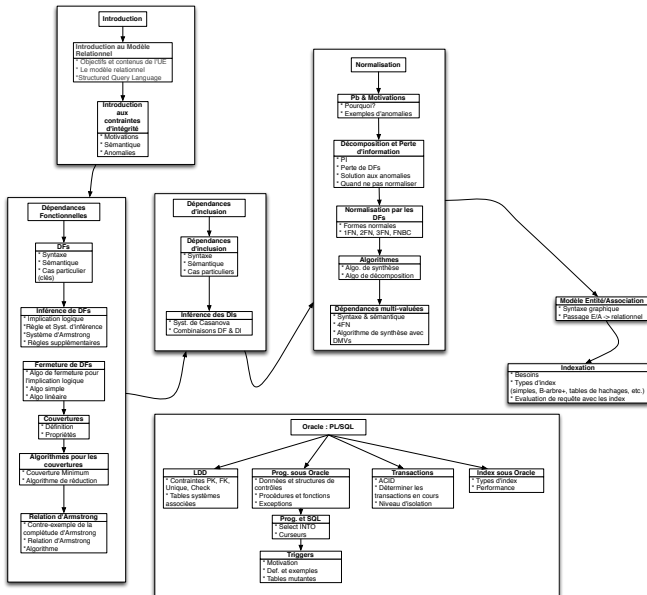 Introduction
Introduction au Modèle
Relationnel
* Objectifs et contenus de l'UE
* Le modèle relationnel
*Structured Query Language
Introduction
aux
contraintes
d'intégrité
* Motivations
* Sémantique
* Anomalies
Dépendances
Fonctionnelles
DFs
* Syntaxe
* Sémantique
* Cas particulier
(clés)
Inférence de DFs
* Implication logique
*Règle et Syst. d'inférence
*Système d'Armstrong
* Règles supplémentaires
Fermeture de DFs
* Algo de fermeture pour
l'implication logique
* Algo simple
* Algo linéaire
Couvertures
* Définition
* Propriétés
Algorithmes pour les
couvertures
* Couverture Minimum
* Algorithme de réduction
Relation d'Armstrong
* Contre-exemple de la
complétude d'Armstrong
* Relation d'Armstrong
*Algorithme
Dépendances
d'inclusion
Dépendances
d'inclusion
* Syntaxe
* Sémantique
* Cas particuliers
Inférence des DIs
* Syst. de Casanova
* Combinaisons DF & DI
Normalisation
Pb & Motivations
* Pourquoi?
* Exemples d'anomalies
Décomposition et Perte
d'information
* PI
* Perte de DFs
* Solution aux anomalies
* Quand ne pas normaliser
Normalisation par les
DFs
* Formes normales
* 1FN, 2FN, 3FN, FNBC
Algorithmes
* Algo. de synthèse
* Algo de décomposition
Dépendances multi-valuées
* Syntaxe & sémantique
* 4FN
* Algorithme de synthèse avec
DMVs
Modèle Entité/Association
* Syntaxe graphique
* Passage E/A -> relationnel
Indexation
* Besoins
* Types d'index
(simples, B-arbre+, tables de hachages, etc.)
* Evaluation de requête avec les index
Oracle : PL/SQL
LDD
* Contraintes PK, FK,
Unique, Check
* Tables systèmes
associées
Prog. sous Oracle
* Données et structures de
contrôles
* Procédures et fonctions
* Exceptions
Prog. et SQL
* Select INTO
* Curseurs
Triggers
* Motivation
* Def. et exemples
* Tables mutantes
Transactions
* ACID
* Déterminer les
transactions en cours
* Niveau d'isolation
Index sous Oracle
* Types d'index
* Performance